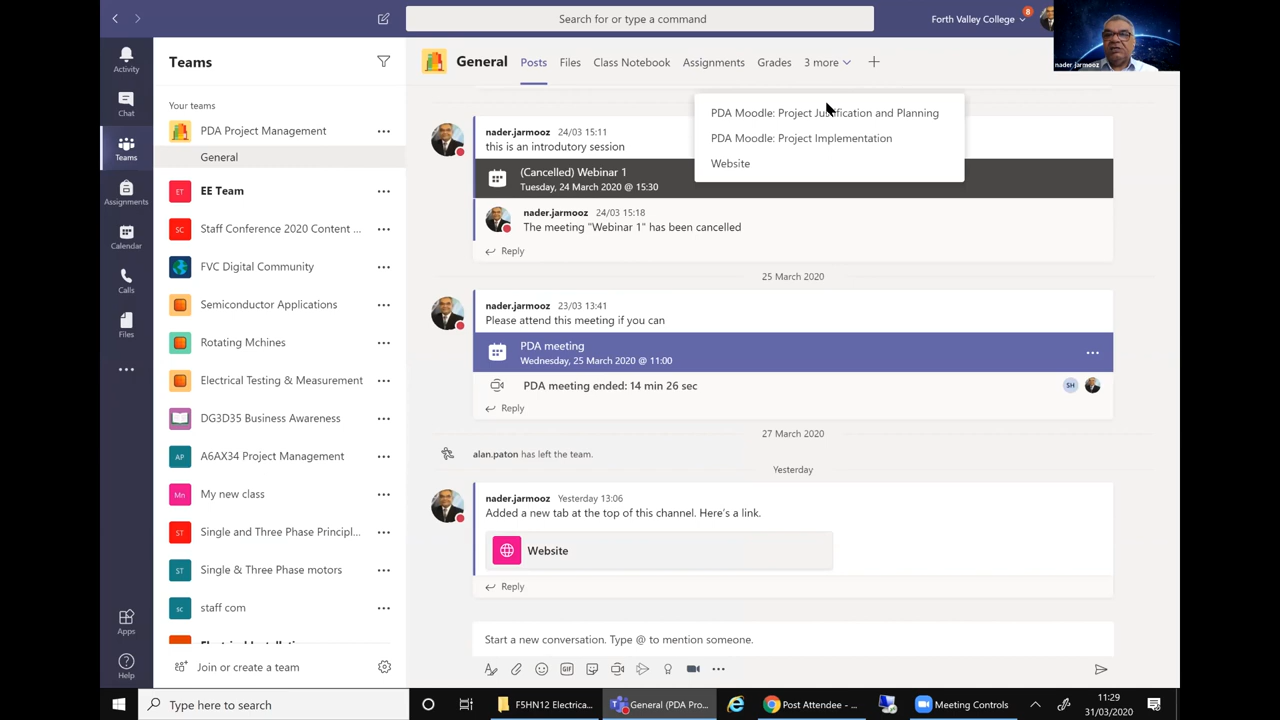 Search for or type a command
Forth Valley College
8
nader.jarmooz
Activity
Chat
Teams
Assignments
Calendar
Calls
Files
Apps
Help
Teams
Your teams
PDA Project Management
General
ET
EE Team
SC
Staff Conference 2020 Content ...
FVC Digital Community
Semiconductor Applications
Rotating Mchines
Electrical Testing & Measurement
DG3D35 Business Awareness
AP
A6AX34 Project Management
Mn
My new class
ST
Single and Three Phase Principl...
ST
Single & Three Phase motors
sc
staff com
Join or create a team
General
Posts
Files
Class Notebook
Assignments
Grades
3 more
PDA Moodle: Project Justification and Planning
PDA Moodle: Project Implementation
Website
nader.jarmooz 24/03 15:11
this is an introdutory session
(Cancelled) Webinar 1
Tuesday, 24 March 2020 @ 15:30
nader.jarmooz 24/03 15:18
The meeting "Webinar 1" has been cancelled
Reply
25 March 2020
nader.jarmooz 23/03 13:41
Please attend this meeting if you can
PDA meeting
Wednesday, 25 March 2020 @ 11:00
PDA meeting ended: 14 min 26 sec
SH
Reply
27 March 2020
alan.paton has left the team.
Yesterday
nader.jarmooz Yesterday 13:06
Added a new tab at the top of this channel. Here's a link.
Website
Reply
Start a new conversation. Type @ to mention someone.
GIF
Type here to search
F5HN12 Electrica...
General (PDA Pro...
Post Attendee - ...
Meeting Controls
11:29
31/03/2020